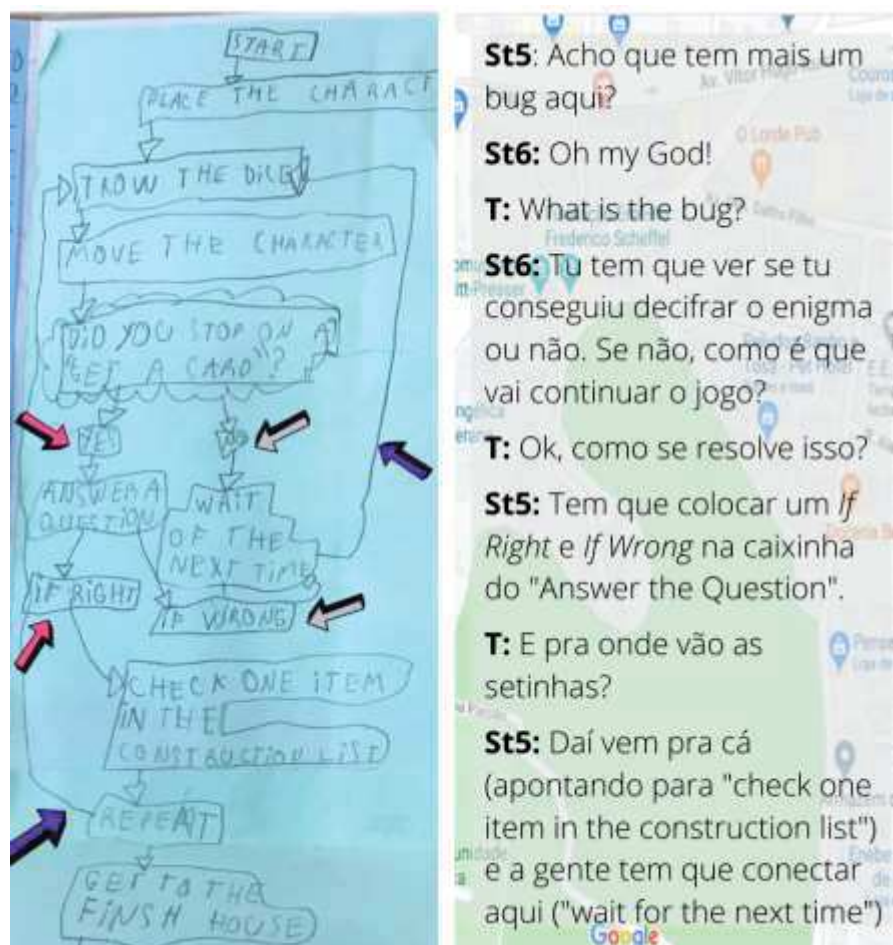 START
PLACE THE CHARACT
TROW THE DICE
MOVE THE CHARACTER
DID YOU STOP ON A
"GET A CARD"?
YES
NO
ANSWER A
QUESTION
WAIT
OF THE
NEXT TIME
IF RIGHT
IF WRONG
CHECK ONE ITEM
IN THE
CONSTRUCTION LIST
REPEAT
GET TO THE
FINSH HOUSE
St5: Acho que tem mais um
bug aqui?
St6: Oh my God!
T: What is the bug?
St6: Tu tem que ver se tu
conseguiu decifrar o enigma
ou não. Se não, como é que
vai continuar o jogo?
T: Ok, como se resolve isso?
St5: Tem que colocar um If
Right e If Wrong na caixinha
do "Answer the Question".
T: E pra onde vão as
setinhas?
St5: Daí vem pra cá
(apontando para "check one
item in the construction list")
e a gente tem que conectar
aqui ("wait for the next time")
O Lorde Pub
Frederico Scheffel
Google